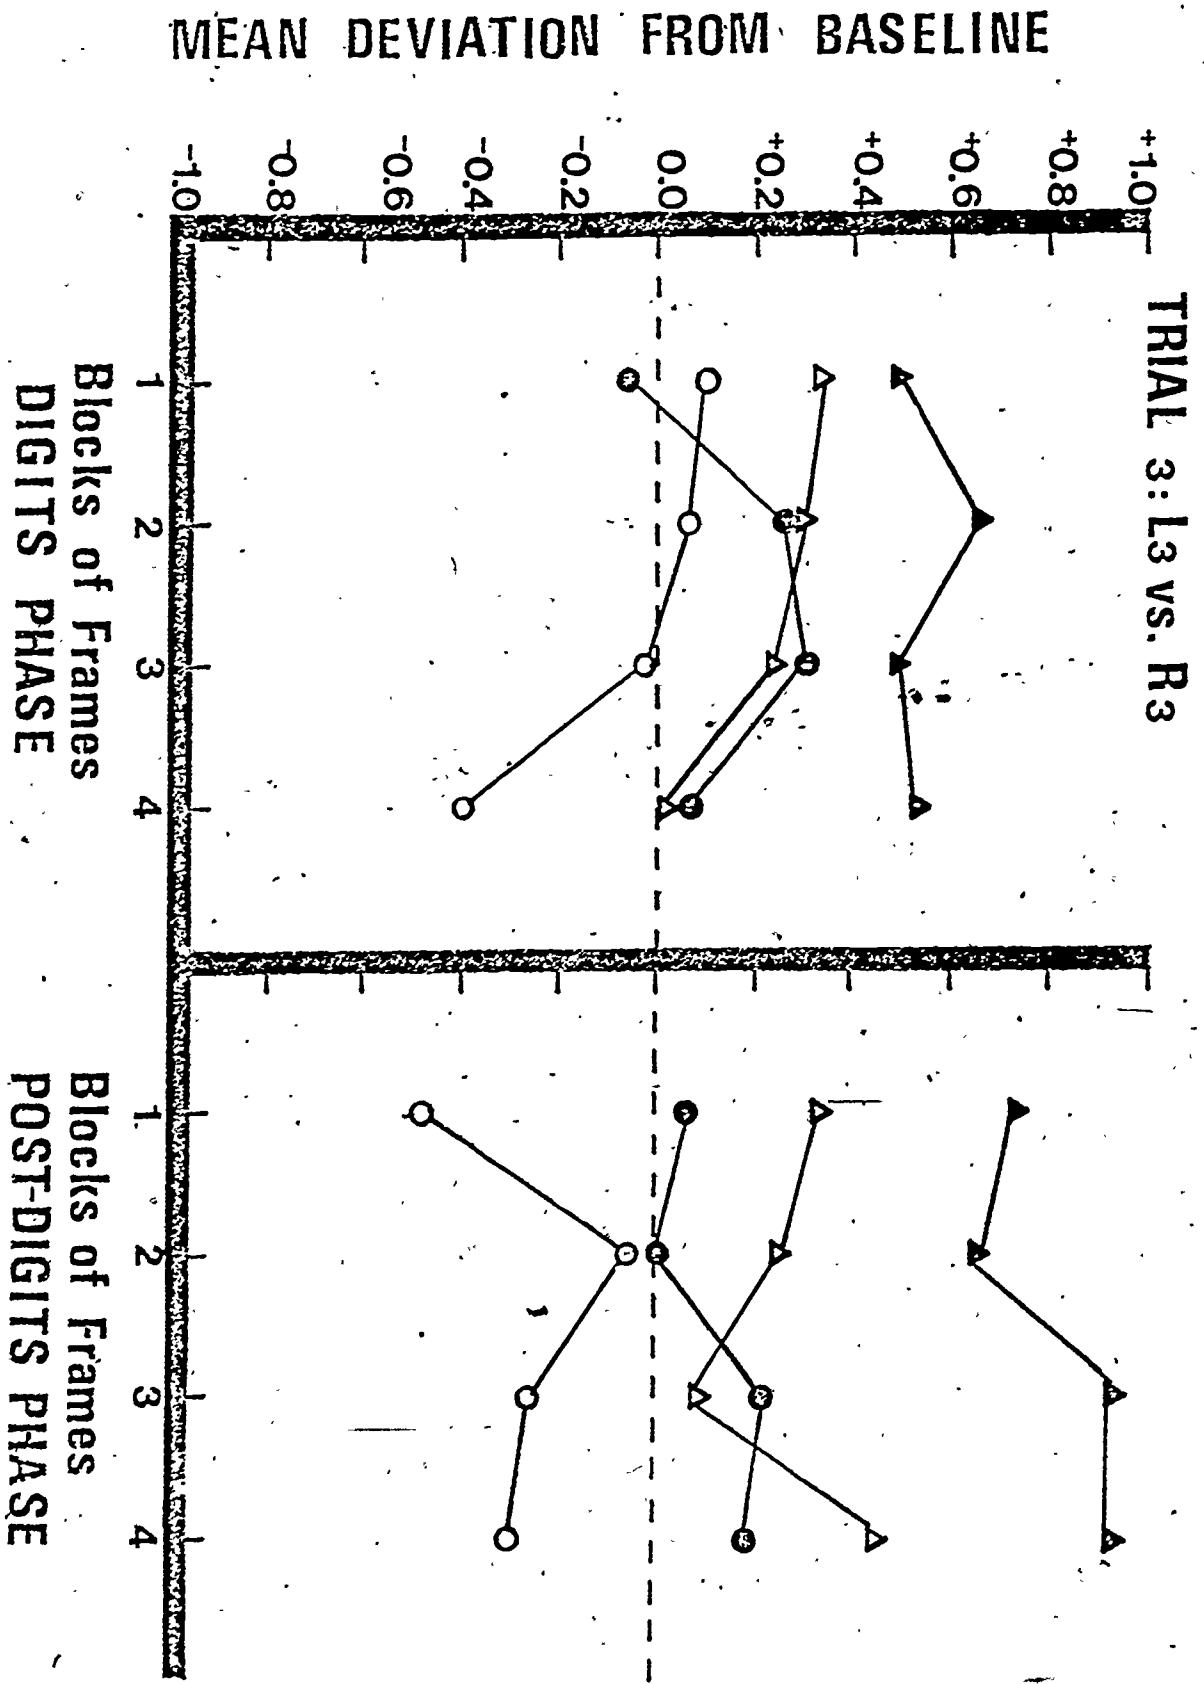 TRIAL 3: L3 vs. R3
MEAN DEVIATION FROM BASELINE
+1.0
+0.8
+0.6
+0.4
+0.2
0.0
-0.2
-0.4
-0.6
-0.8
-1.0
1 2 3 4
Blocks of Frames
DIGITS PHASE
1 2 3 4
Blocks of Frames
POST-DIGITS PHASE